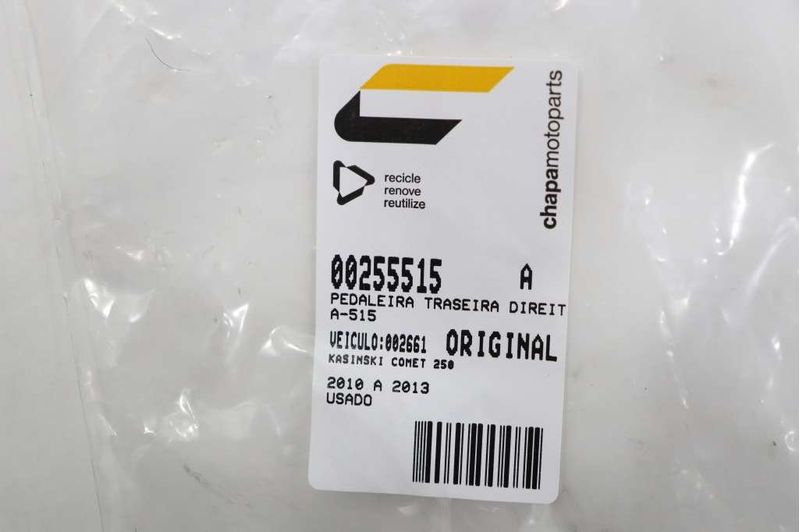 chapamotoparts
recicle
renove
reutilize
00255515 A
PEDALEIRA TRASEIRA DIREIT
A-515
VEICULO:002661 ORIGINAL
KASINSKI COMET 250
2010 A 2013
USADO